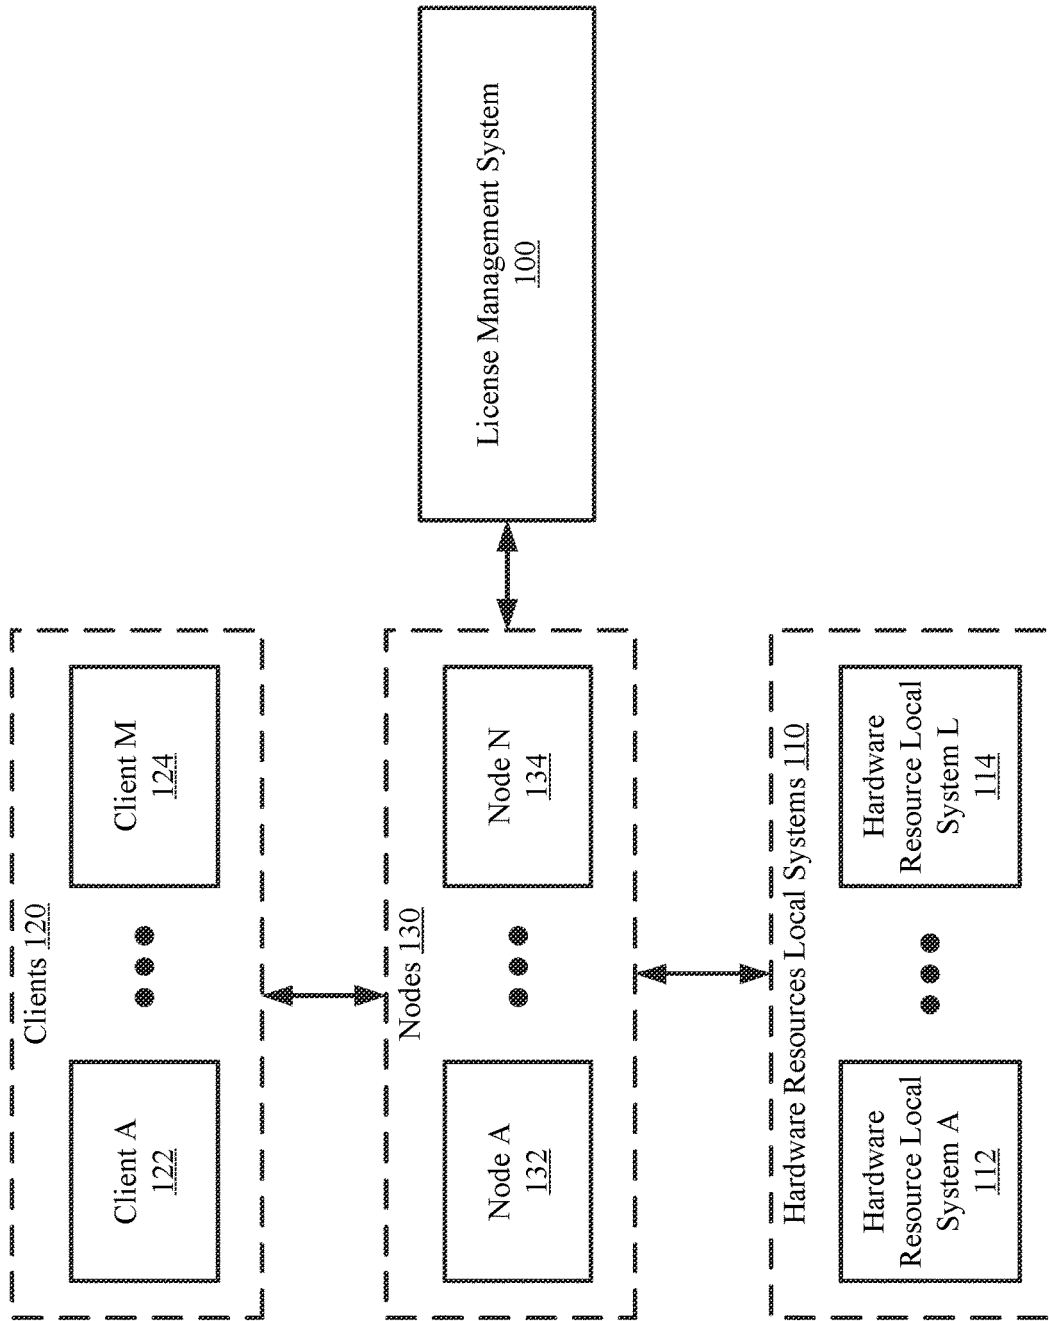 Clients 120
Client A
122
Client M
124
Nodes 130
Node A
132
Node N
134
License Management System
100
Hardware Resources Local Systems 110
Hardware
Resource Local
System A
112
Hardware
Resource Local
System L
114